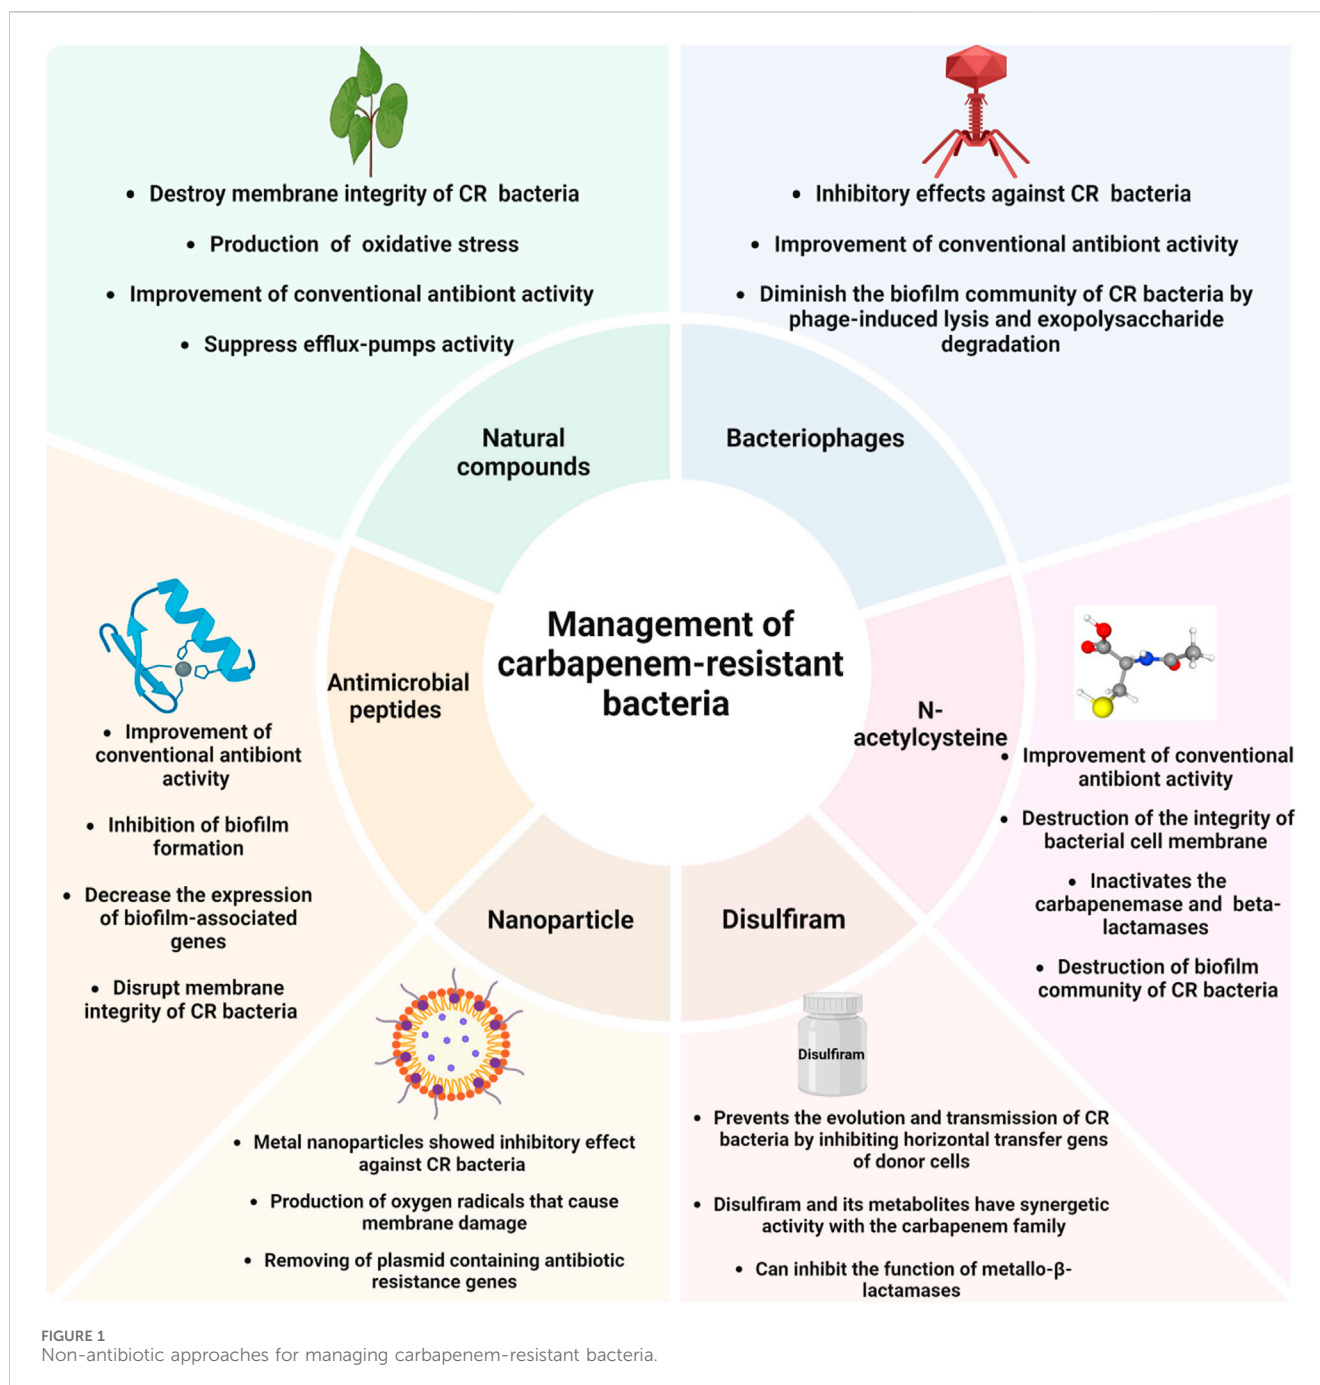 • Destroy membrane integrity of CR bacteria
• Production of oxidative stress
• Improvement of conventional antibiont activity
• Suppress efflux-pumps activity
• Inhibitory effects against CR bacteria
• Improvement of conventional antibiont activity
• Diminish the biofilm community of CR bacteria by
phage-induced lysis and exopolysaccharide
degradation
Natural
compounds
Bacteriophages
Management of
carbapenem-resistant
bacteria
Antimicrobial
peptides
N-
acetylcysteine
Nanoparticle
Disulfiram
• Improvement of
conventional antibiont
activity
• Inhibition of biofilm
formation
• Decrease the expression
of biofilm-associated
genes
• Disrupt membrane
integrity of CR bacteria
• Improvement of conventional
antibiont activity
• Destruction of the integrity of
bacterial cell membrane
• Inactivates the
carbapenemase and beta-
lactamases
• Destruction of biofilm
community of CR bacteria
• Metal nanoparticles showed inhibitory effect
against CR bacteria
• Production of oxygen radicals that cause
membrane damage
• Removing of plasmid containing antibiotic
resistance genes
Disulfiram
• Prevents the evolution and transmission of CR
bacteria by inhibiting horizontal transfer gens
of donor cells
• Disulfiram and its metabolites have synergetic
activity with the carbapenem family
• Can inhibit the function of metallo-β-
lactamases
FIGURE 1
Non-antibiotic approaches for managing carbapenem-resistant bacteria.